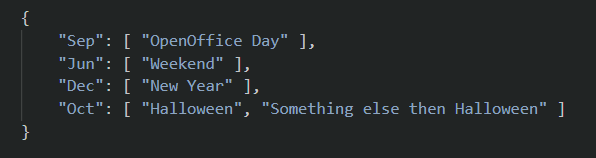 {
"Sep": [ "OpenOffice Day" ],
"Jun": [ "Weekend" ],
"Dec": [ "New Year" ],
"Oct": [ "Halloween", "Something else then Halloween" ]
}